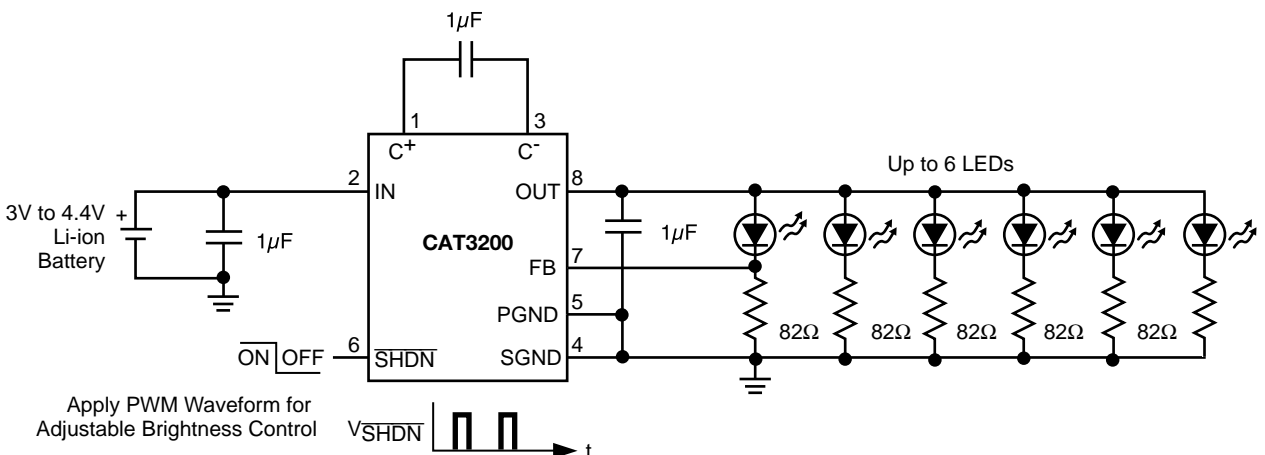 1µF
1
3
C+
C-
2
IN
OUT
8
Up to 6 LEDs
3V to 4.4V
Li-ion
Battery
+
1µF
CAT3200
1µF
FB
7
PGND
5
82Ω
82Ω
82Ω
82Ω
82Ω
ON OFF
6
SHDN
SGND
4
Apply PWM Waveform for
Adjustable Brightness Control
VSHDN
t